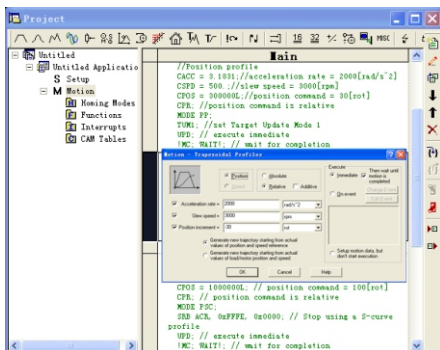 Project
MISC
Untitled
Untitled Applicatio
S Setup
M Motion
Homing Modes
Functions
Interrupts
CAM Tables
Main
//Position profile
CACC = 3.1831;//acceleration rate = 2000[rad/s^2]
CSPD = 500.;//slew speed = 3000[rpm]
CPOS = 300000L;//position command = 30[rot]
CPR; //position command is relative
MODE PP;
TUM1; //set Target Update Mode 1
UPD; // execute immediate
!MC; WAIT!; // wait for completion
Motion - Trapezoidal Profiles
Position
Speed
Absolute
Relative
Additive
Execute
Immediate
Then wait until motion is completed
On event
Change Event
Edit Event
Acceleration rate = 2000 rad/s^2
Slew speed = 3000 rpm
Position increment = 30 rot
Generate new trajectory starting from actual values of position and speed reference
Generate new trajectory starting from actual values of load/motor position and speed
Setup motion data, but don't start execution
OK
Cancel
Help
CPOS = 1000000L; // position command = 100[rot]
CPR; // position command is relative
MODE PSC;
SRB ACR, 0xFFFE, 0x0000; // Stop using a S-curve
profile
UPD; // execute immediate
!MC; WAIT!; // wait for completion